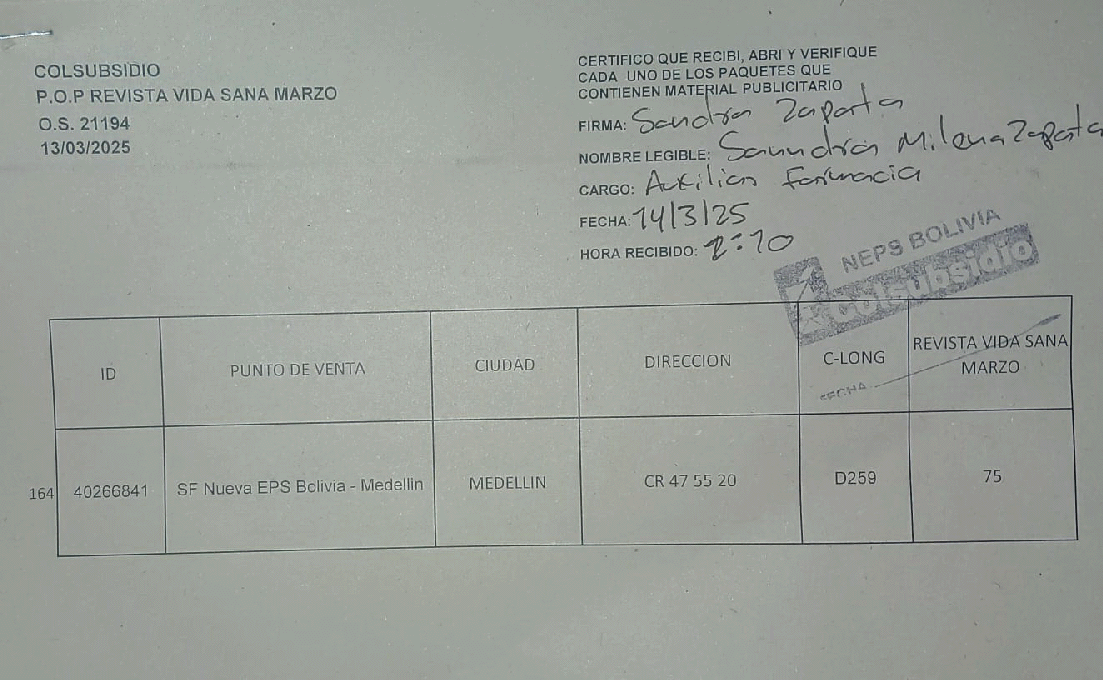 COLSUBSIDIO
P.O.P REVISTA VIDA SANA MARZO
O.S. 21194
13/03/2025
CERTIFICO QUE RECIBI, ABRI Y VERIFIQUE
CADA UNO DE LOS PAQUETES QUE
CONTIENEN MATERIAL PUBLICITARIO
FIRMA: Sandra Zapata
NOMBRE LEGIBLE: Sandra Milena Zapata
CARGO: Auxiliar Farmacia
FECHA: 14/3/25
HORA RECIBIDO: 2:10
NEPS BOLIVIA
Colsubsidio
FECHA
ID PUNTO DE VENTA CIUDAD DIRECCION C-LONG REVISTA VIDA SANA MARZO
164 40266841 SF Nueva EPS Bolivia - Medellin MEDELLIN CR 47 55 20 D259 75